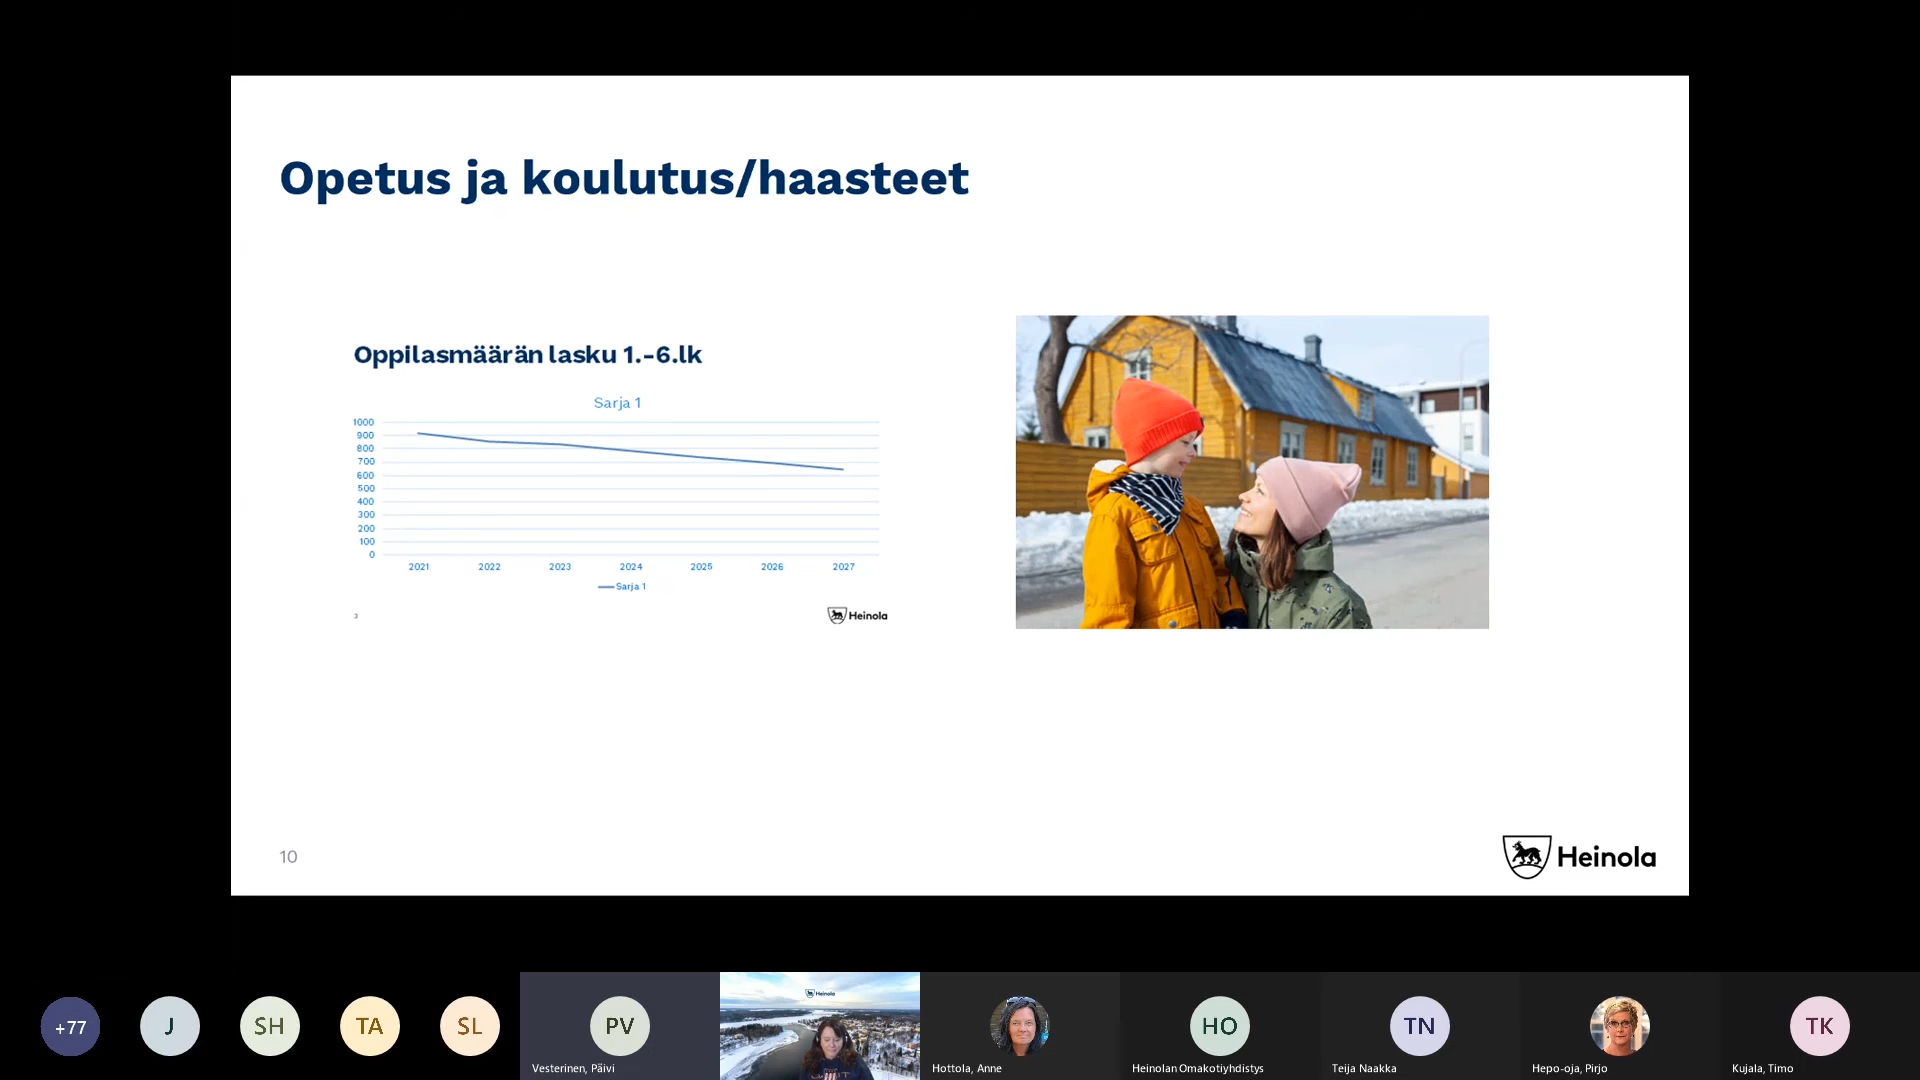 Opetus ja koulutus/haasteet
Oppilasmäärän lasku 1.-6.lk
Sarja 1
1000
900
800
700
600
500
400
300
200
100
0
2021 2022 2023 2024 2025 2026 2027
Sarja 1
3
Heinola
10
Heinola
+77
J
SH
TA
SL
PV
Vesterinen, Päivi
Heinola
Hottola, Anne
HO
Heinolan Omakotiyhdistys
TN
Teija Naakka
Hepo-oja, Pirjo
TK
Kujala, Timo